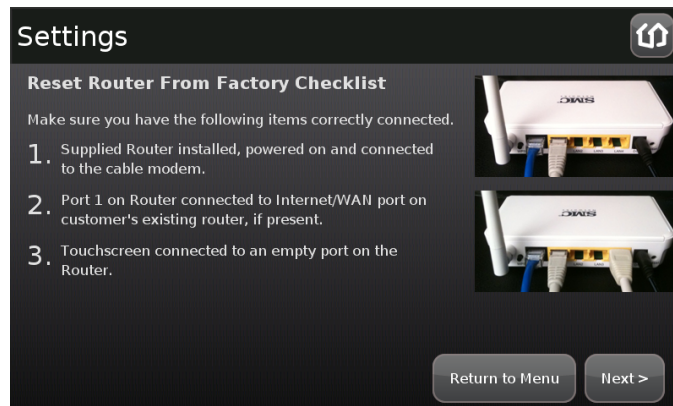 Settings
Reset Router From Factory Checklist
Make sure you have the following items correctly connected.
1. Supplied Router installed, powered on and connected
to the cable modem.
2. Port 1 on Router connected to Internet/WAN port on
customer's existing router, if present.
3. Touchscreen connected to an empty port on the
Router.
SMC
SMC
Return to Menu
Next >